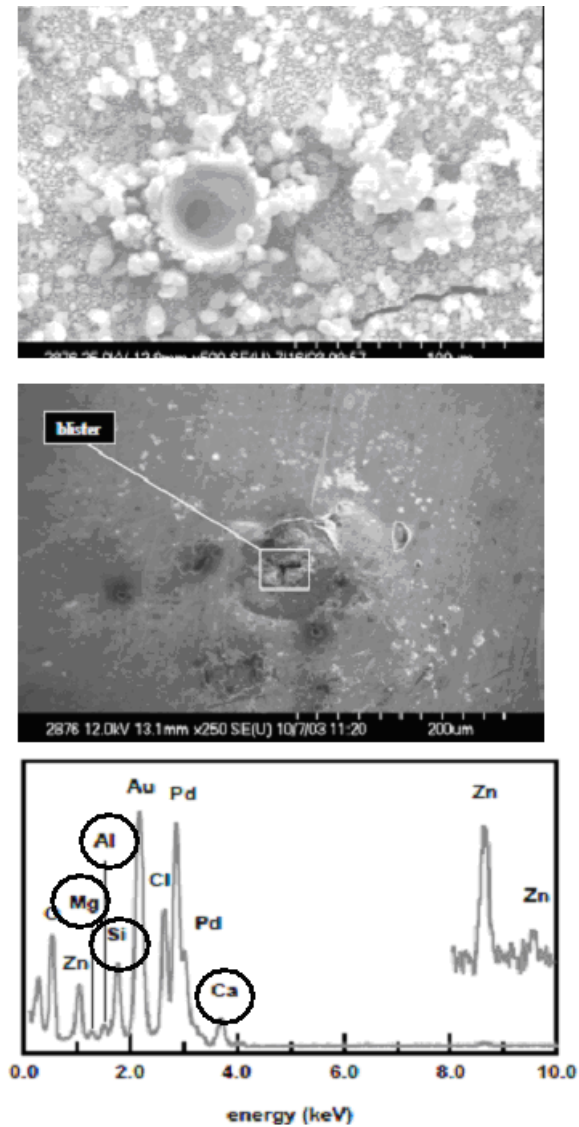 100um
blister
2876 12.0kV 13.1mm x250 SE(U) 10/7/03 11:20 200um
Au Pd Zn
Al
Cl
Mg Zn
Si Pd
Zn
Ca
0.0 2.0 4.0 6.0 8.0 10.0
energy (keV)